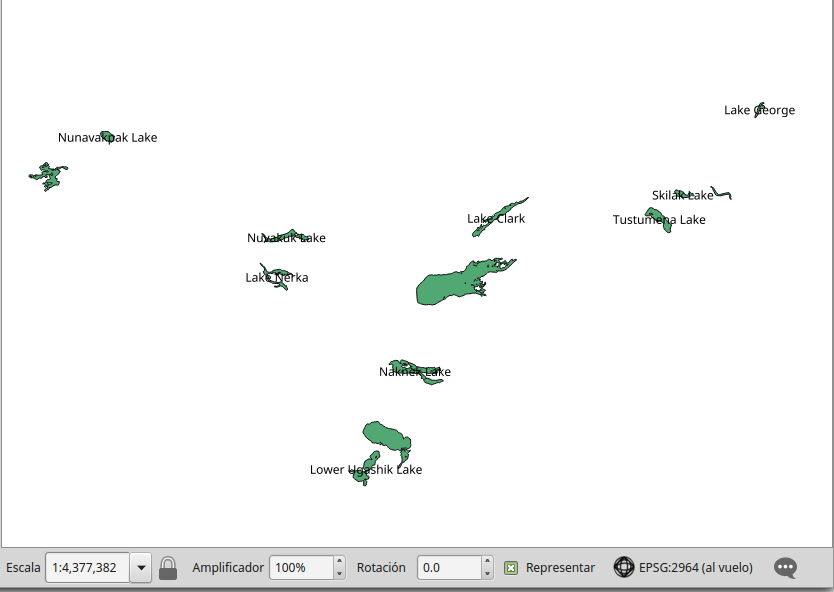 Lake George
Nunavakpak Lake
Skilak Lake
Lake Clark
Tustumena Lake
Nuyakuk Lake
Lake Nerka
Naknek Lake
Lower Ugashik Lake
Escala 1:4,377,382 Amplificador 100% Rotación 0.0 Representar EPSG:2964 (al vuelo)